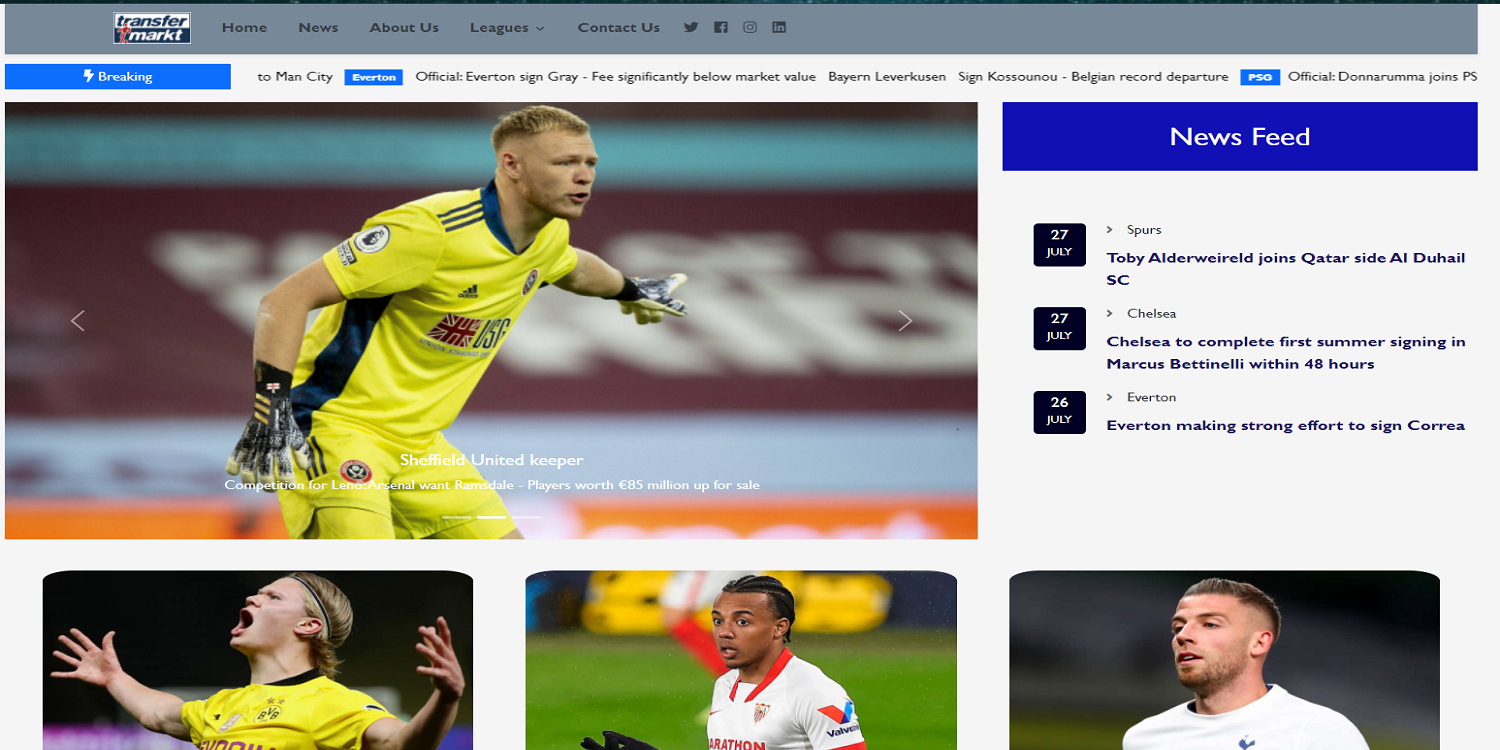 transfer
markt
Home News About Us Leagues Contact Us
Breaking
to Man City Everton Official: Everton sign Gray - Fee significantly below market value Bayern Leverkusen Sign Kossounou - Belgian record departure PSG Official: Donnarumma joins PS
News Feed
27
JULY
Spurs
Toby Alderweireld joins Qatar side Al Duhail
SC
27
JULY
Chelsea
Chelsea to complete first summer signing in
Marcus Bettinelli within 48 hours
26
JULY
Everton
Everton making strong effort to sign Correa
adidas
USG
Sheffield United keeper
Competition for Leno: Arsenal want Ramsdale - Players worth €85 million up for sale
BVB
MARATHON